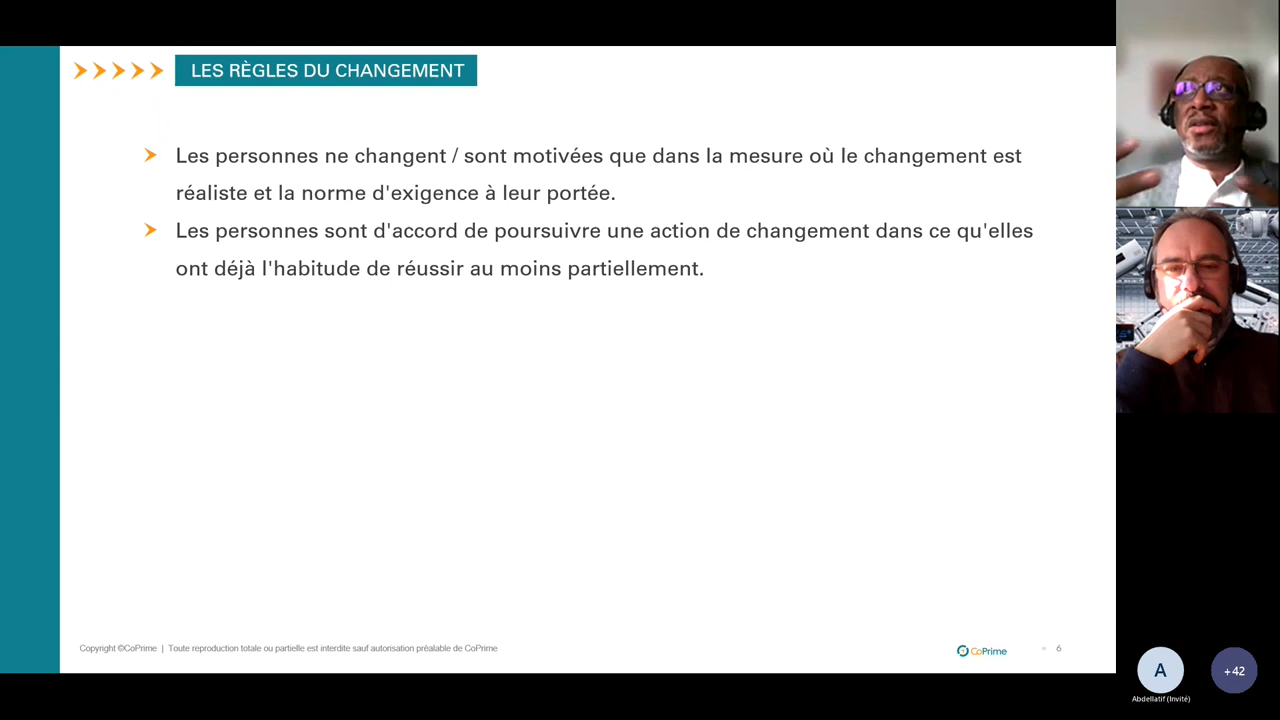 LES RÈGLES DU CHANGEMENT
Les personnes ne changent / sont motivées que dans la mesure où le changement est
réaliste et la norme d'exigence à leur portée.
Les personnes sont d'accord de poursuivre une action de changement dans ce qu'elles
ont déjà l'habitude de réussir au moins partiellement.
Copyright ©CoPrime | Toute reproduction totale ou partielle est interdite sauf autorisation préalable de CoPrime
CoPrime
6
A
+42
Abdellatif (Invité)